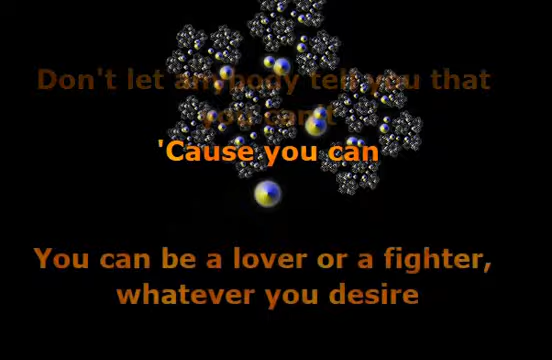 Don't let anybody tell you that
you can't
'Cause you can
You can be a lover or a fighter,
whatever you desire